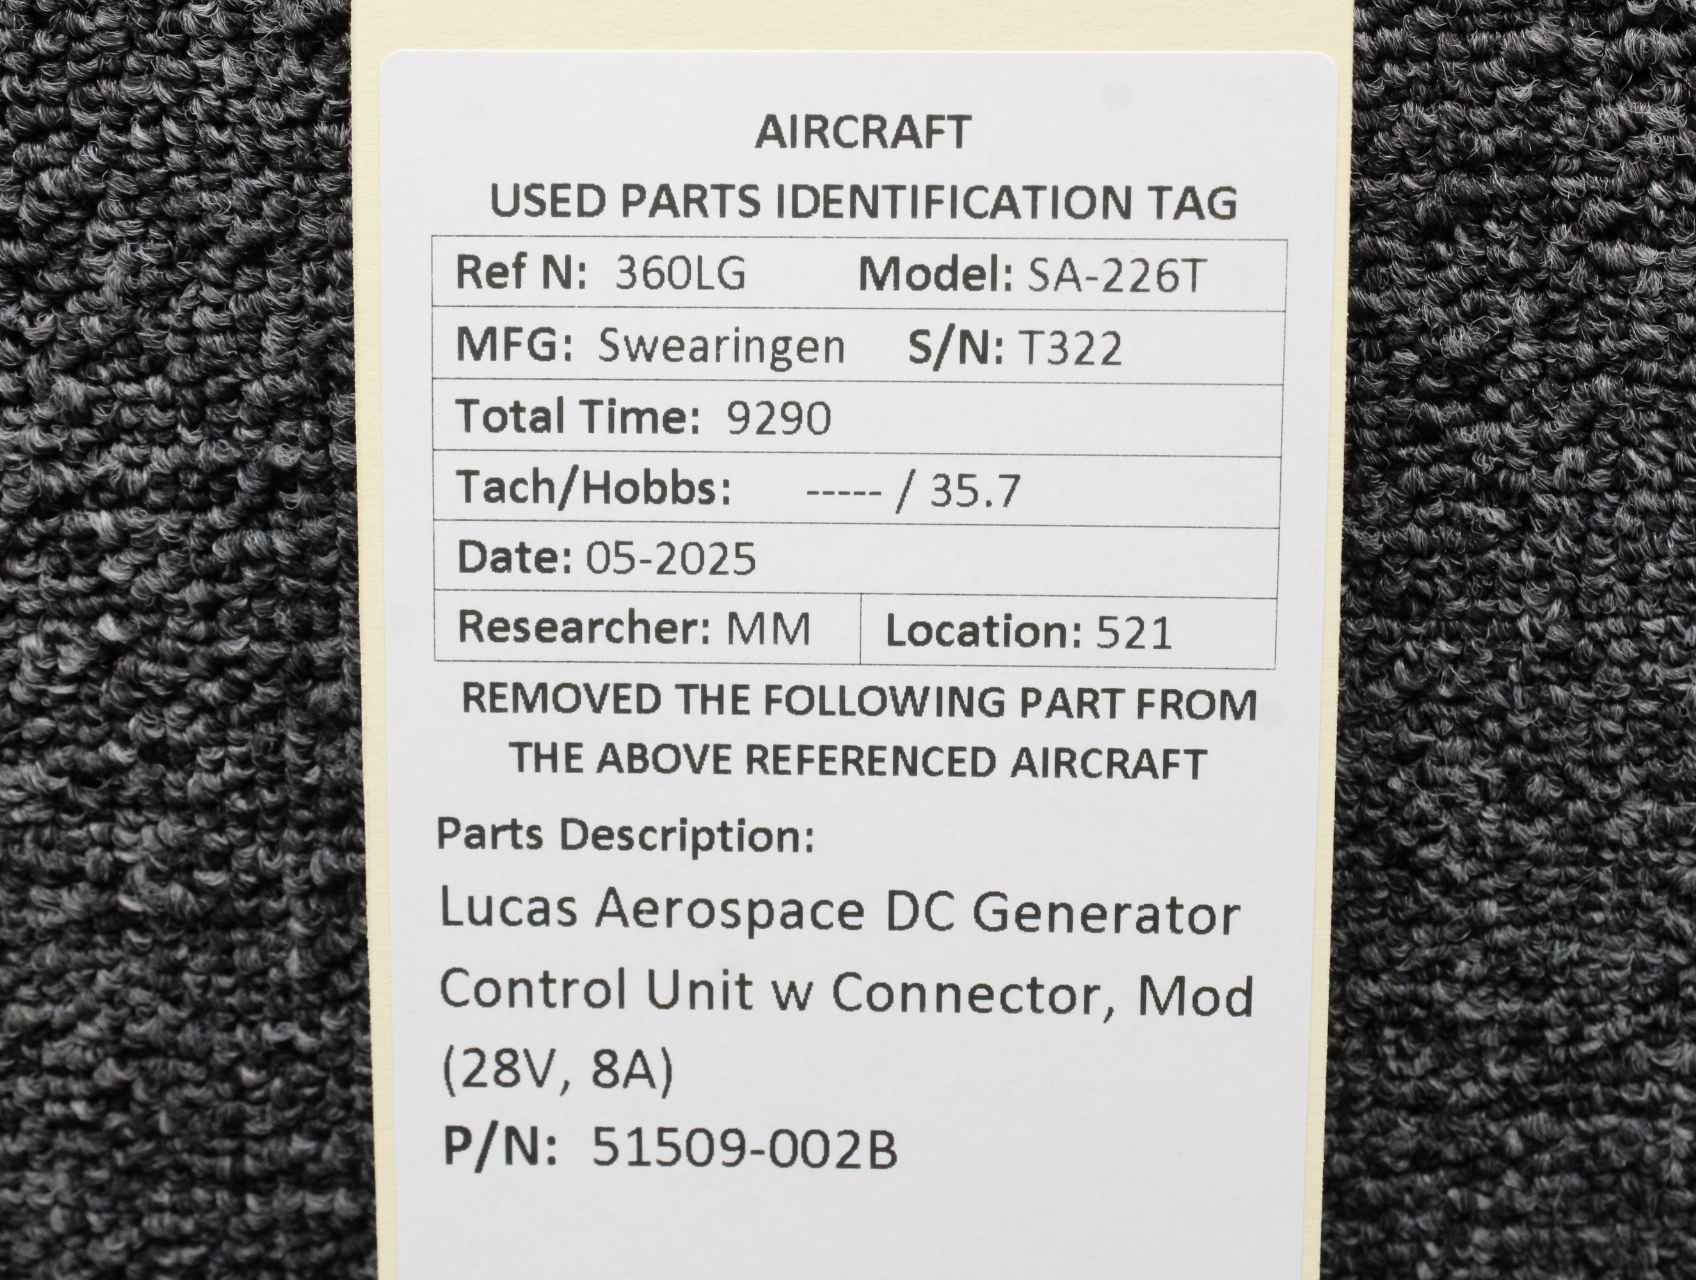 AIRCRAFT
USED PARTS IDENTIFICATION TAG
Ref N: 360LG Model: SA-226T
MFG: Swearingen S/N: T322
Total Time: 9290
Tach/Hobbs: ----- / 35.7
Date: 05-2025
Researcher: MM Location: 521
REMOVED THE FOLLOWING PART FROM
THE ABOVE REFERENCED AIRCRAFT
Parts Description:
Lucas Aerospace DC Generator
Control Unit w Connector, Mod
(28V, 8A)
P/N: 51509-002B